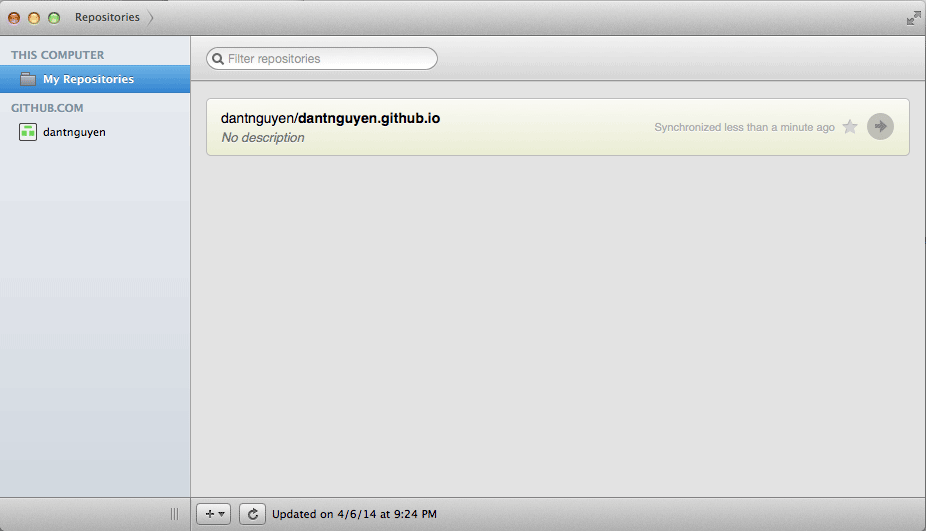 Repositories
THIS COMPUTER
My Repositories
GITHUB.COM
dantnguyen
Filter repositories
dantnguyen/dantnguyen.github.io
No description
Synchronized less than a minute ago
Updated on 4/6/14 at 9:24 PM